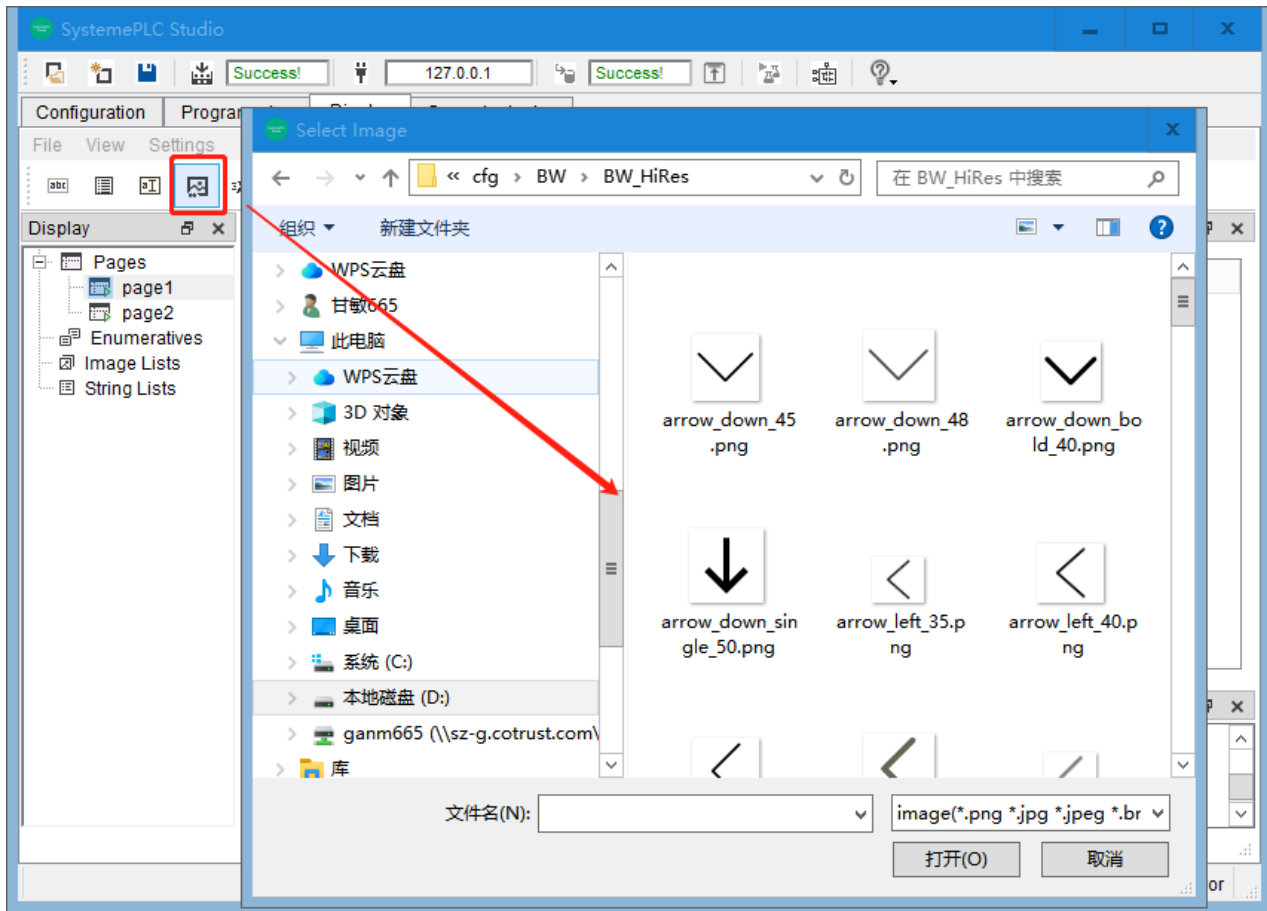 SystemePLC Studio
Success!
127.0.0.1
Success!
Configuration
File View Settings
abc
aI
Display
Pages
page1
page2
Enumeratives
Image Lists
String Lists
Select Image
« cfg > BW > BW_HiRes
在 BW_HiRes 中搜索
组织
新建文件夹
WPS云盘
甘敏665
此电脑
WPS云盘
3D 对象
视频
图片
文档
下载
音乐
桌面
系统 (C:)
本地磁盘 (D:)
ganm665 (\\sz-g.cotrust.com\
库
arrow_down_45
.png
arrow_down_48
.png
arrow_down_bo
ld_40.png
arrow_down_sin
gle_50.png
arrow_left_35.p
ng
arrow_left_40.p
ng
文件名(N):
image(*.png *.jpg *.jpeg *.br
打开(O)
取消
or